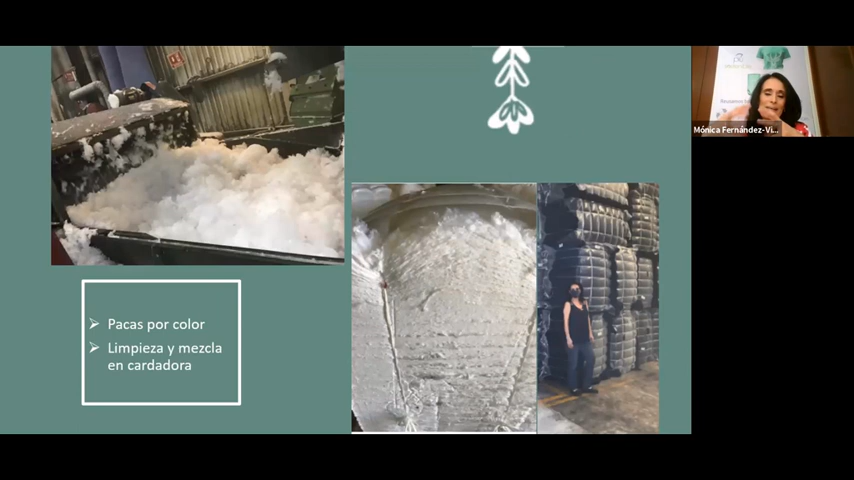 Pacas por color
Limpieza y mezcla
en cardadora
Mónica Fernández-Vi...